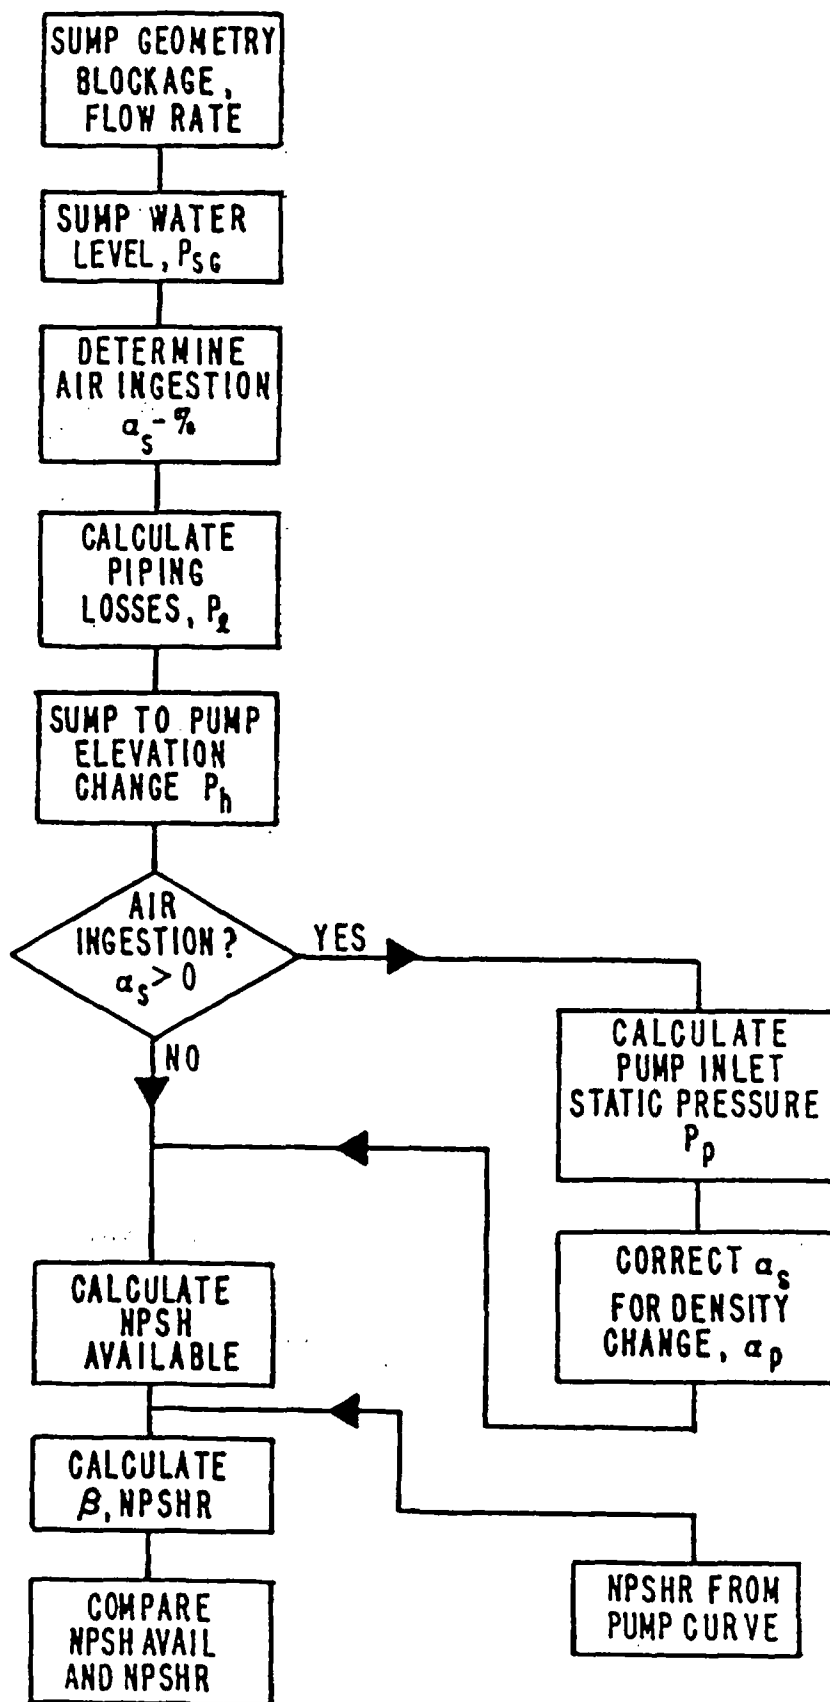 SUMP GEOMETRY
BLOCKAGE,
FLOW RATE
SUMP WATER
LEVEL, P_SG
DETERMINE
AIR INGESTION
α_s-%
CALCULATE
PIPING
LOSSES, P_ℓ
SUMP TO PUMP
ELEVATION
CHANGE P_h
AIR
INGESTION?
α_s > 0
YES
NO
CALCULATE
PUMP INLET
STATIC PRESSURE
P_p
CORRECT α_s
FOR DENSITY
CHANGE, α_p
CALCULATE
NPSH
AVAILABLE
CALCULATE
β, NPSHR
NPSHR FROM
PUMP CURVE
COMPARE
NPSH AVAIL
AND NPSHR